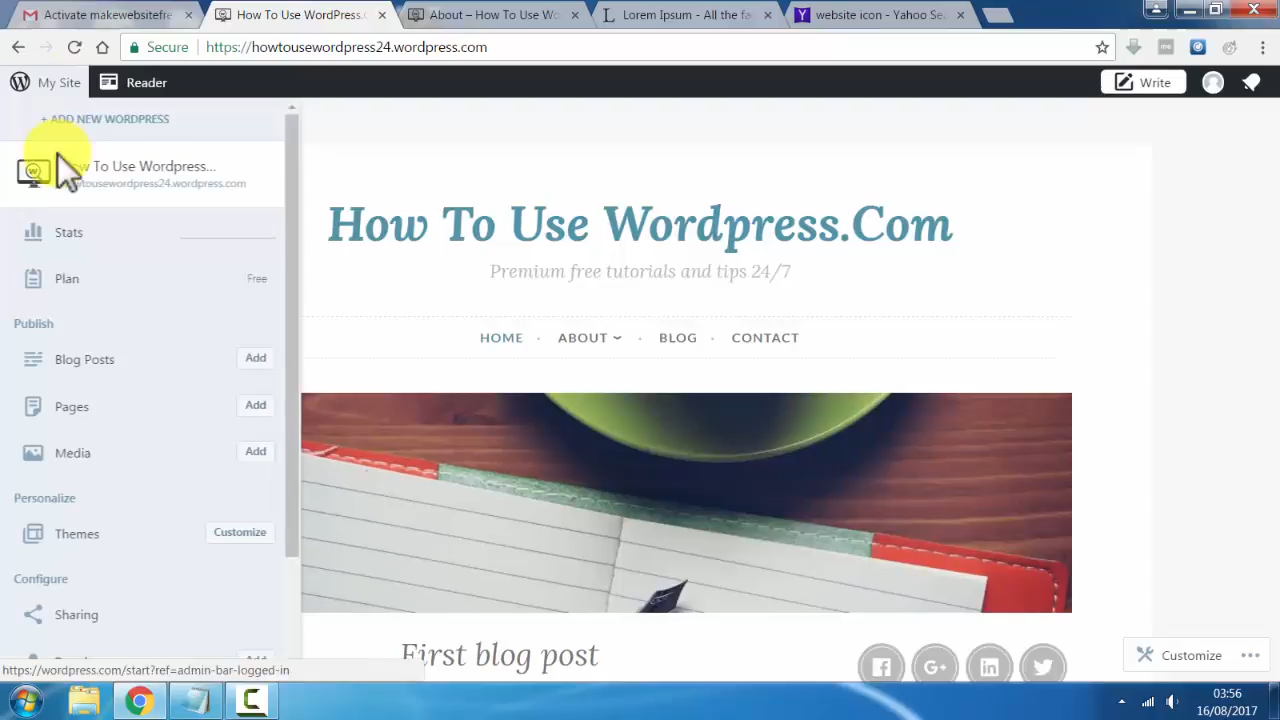 Activate makewebsitefre
How To Use WordPress.C
About – How To Use W
Lorem Ipsum - All the fa
website icon - Yahoo Se
Secure
https://howtousewordpress24.wordpress.com
My Site
Reader
Write
+ ADD NEW WORDPRESS
To Use Wordpress...
tousewordpress24.wordpress.com
Stats
Plan
Free
Publish
Blog Posts
Add
Pages
Add
Media
Add
Personalize
Themes
Customize
Configure
Sharing
Add
https://wordpress.com/start?ref=admin-bar-logged-in
How To Use Wordpress.Com
Premium free tutorials and tips 24/7
HOME
ABOUT
BLOG
CONTACT
First blog post
Customize
03:56
16/08/2017